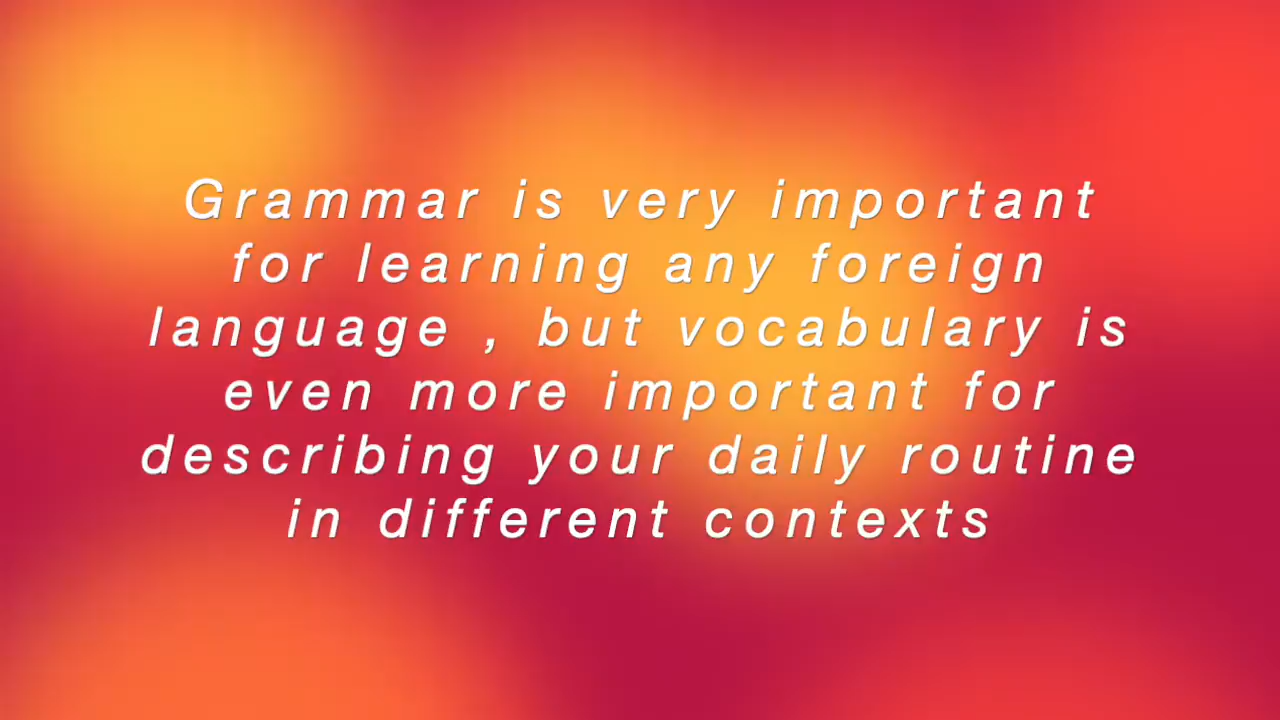 Grammar is very important
for learning any foreign
language , but vocabulary is
even more important for
describing your daily routine
in different contexts